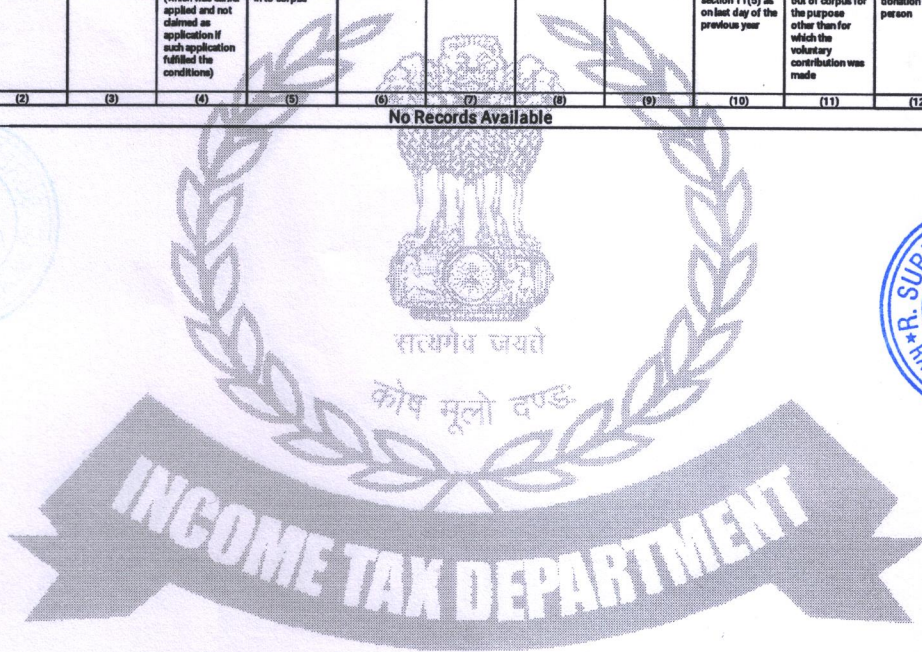 applied and not
claimed as
application if
such application
fulfilled the
conditions)
section 11(5) as
on last day of the
previous year
out of corpus for
the purpose
other than for
which the
voluntary
contribution was
made
donation
person
(2) (3) (4) (5) (6) (7) (8) (9) (10) (11) (12
No Records Available
सत्यमेव जयते
कोष मूलो दण्डः
INCOME TAX DEPARTMENT
R. SUR